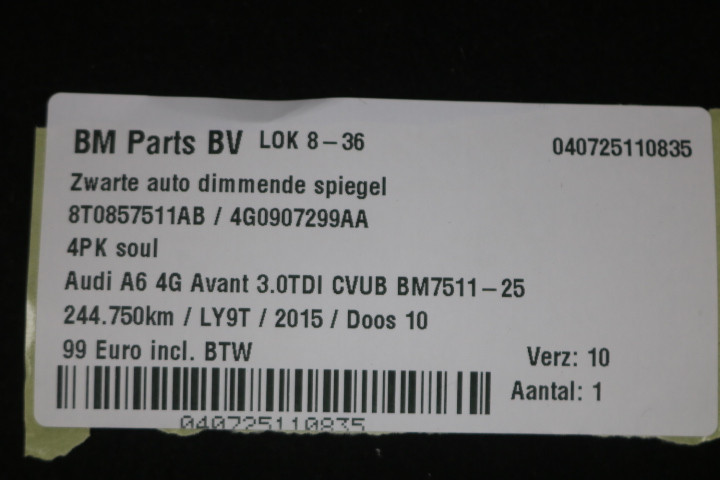 BM Parts BV LOK 8-36 040725110835
Zwarte auto dimmende spiegel
8T0857511AB / 4G0907299AA
4PK soul
Audi A6 4G Avant 3.0TDI CVUB BM7511-25
244.750km / LY9T / 2015 / Doos 10
99 Euro incl. BTW Verz: 10
Aantal: 1
040725110835